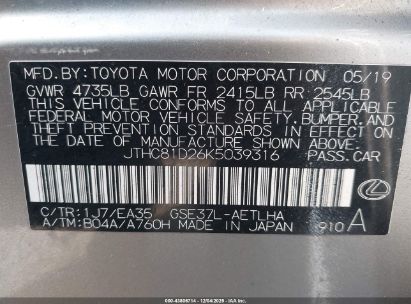 MFD.BY: TOYOTA MOTOR CORPORATION 05/19
GVWR 4735LB GAWR FR 2415LB RR 2545LB
THIS VEHICLE CONFORMS TO ALL APPLICABLE
FEDERAL MOTOR VEHICLE SAFETY, BUMPER, AND
THEFT PREVENTION STANDARDS IN EFFECT ON
THE DATE OF MANUFACTURE SHOWN ABOVE.
JTHC81D26K5039316 PASS.CAR
C/TR: 1J7/EA35 GSE37L-AETLHA
A/TM: B04A/A760H MADE IN JAPAN 910 A